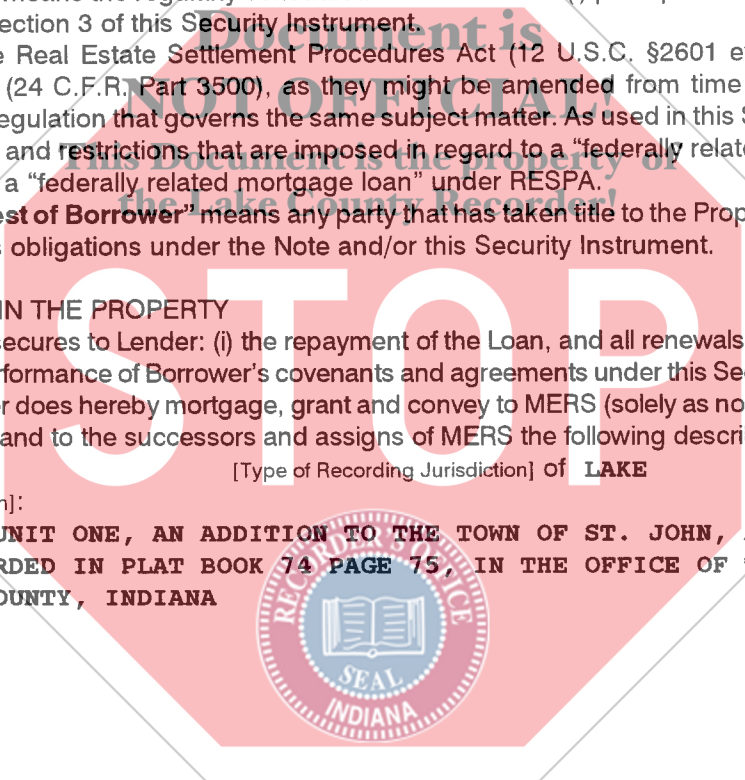 means the regularly
ection 3 of this Security Instrument.
Document is
e Real Estate Settlement Procedures Act (12 U.S.C. §2601 e
(24 C.F.R. Part 3500), as they might be amended from time
NOT OFFICIAL!
egulation that governs the same subject matter. As used in this S
and restrictions that are imposed in regard to a “federally relate
This Document is the property of
a “federally related mortgage loan” under RESPA.
the Lake County Recorder!
est of Borrower” means any party that has taken title to the Prop
s obligations under the Note and/or this Security Instrument.
STOP
IN THE PROPERTY
secures to Lender: (i) the repayment of the Loan, and all renewals
rformance of Borrower’s covenants and agreements under this Se
er does hereby mortgage, grant and convey to MERS (solely as no
and to the successors and assigns of MERS the following descri
[Type of Recording Jurisdiction] of LAKE
n]:
UNIT ONE, AN ADDITION TO THE TOWN OF ST. JOHN,
RDED IN PLAT BOOK 74 PAGE 75, IN THE OFFICE OF
OUNTY, INDIANA
RECORDER'S OFFICE
SEAL
INDIANA